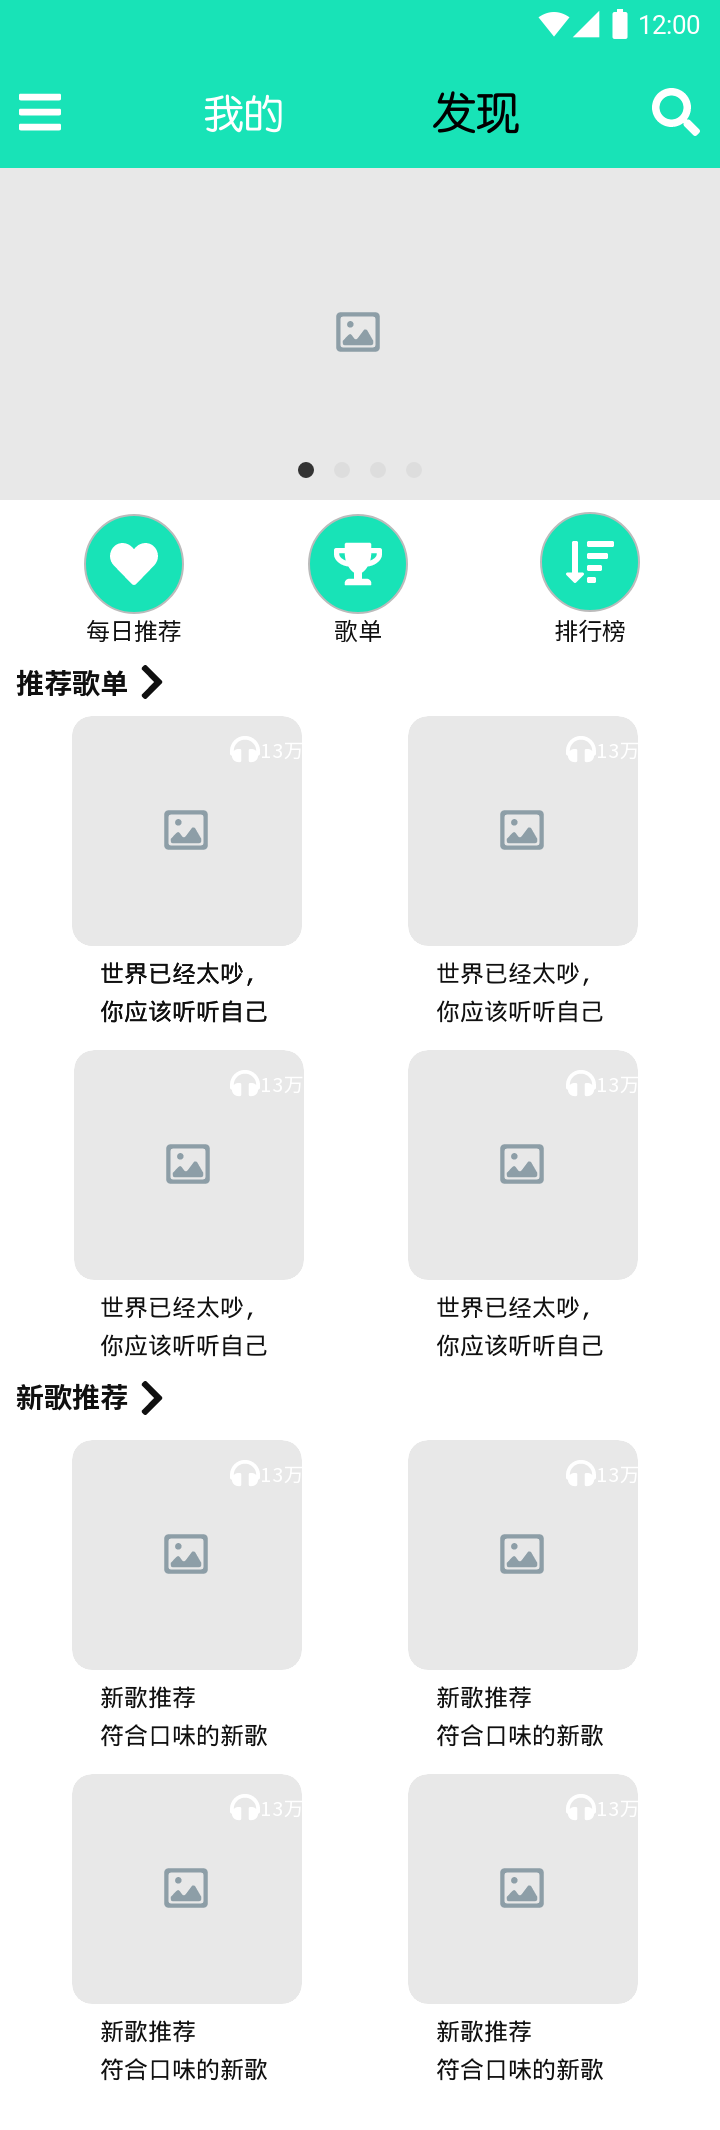 12:00
我的 发现
每日推荐 歌单 排行榜
推荐歌单
13万 13万
世界已经太吵， 世界已经太吵，
你应该听听自己 你应该听听自己
13万 13万
世界已经太吵， 世界已经太吵，
你应该听听自己 你应该听听自己
新歌推荐
13万 13万
新歌推荐 新歌推荐
符合口味的新歌 符合口味的新歌
13万 13万
新歌推荐 新歌推荐
符合口味的新歌 符合口味的新歌